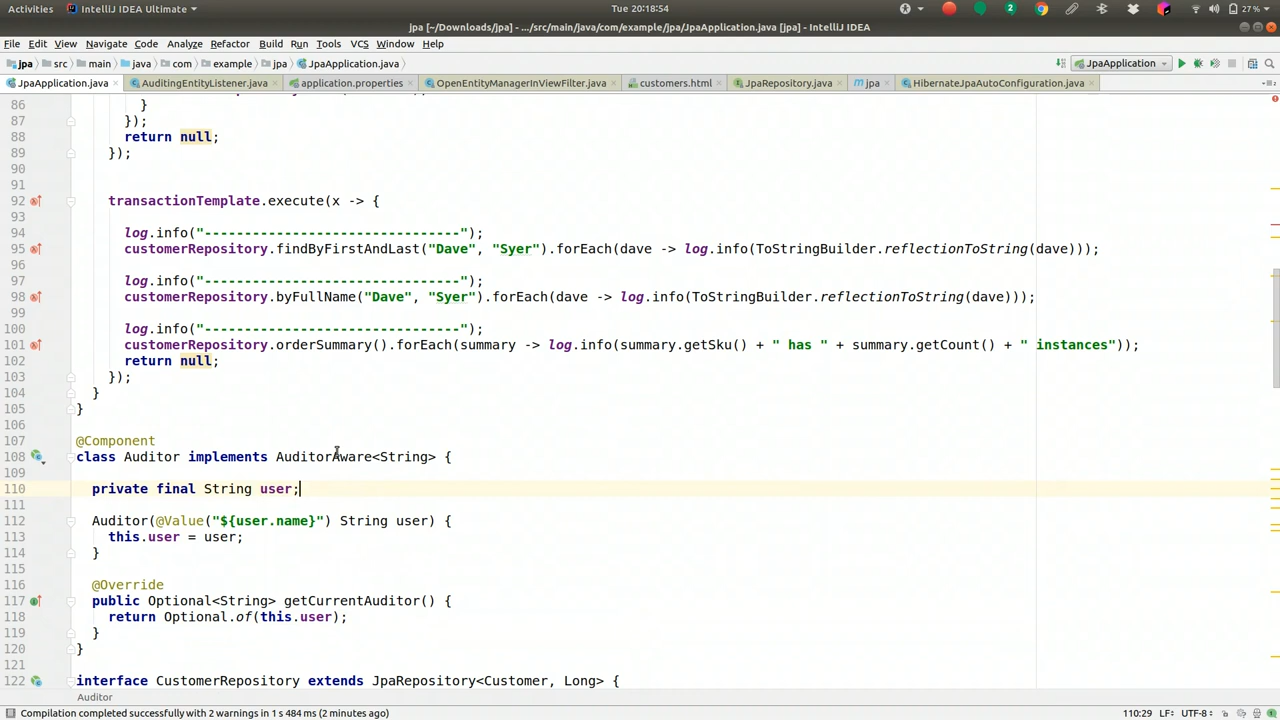 Activities
IntelliJ IDEA Ultimate
Tu 20:18:54
27%
Jpa [~/Downloads/jpa] - .../src/main/java/com/example/jpa/JpaApplication.java [jpa] - IntelliJ IDEA
File Edit View Navigate Code Analyze Refactor Build Run Tools VCS Window Help
jpa src main java com example jpa JpaApplication.java
JpaApplication
JpaApplication.java AuditingEntityListener.java application.properties OpenEntityManagerInViewFilter.java customers.html JpaRepository.java jpa HibernateJpaAutoConfiguration.java
86 }
87 });
88 return null;
89 });
90
91
92 transactionTemplate.execute(x -> {
93
94 log.info("--------------------------------");
95 customerRepository.findByFirstAndLast("Dave", "Syer").forEach(dave -> log.info(ToStringBuilder.reflectionToString(dave)));
96
97 log.info("--------------------------------");
98 customerRepository.byFullName("Dave", "Syer").forEach(dave -> log.info(ToStringBuilder.reflectionToString(dave)));
99
100 log.info("--------------------------------");
101 customerRepository.orderSummary().forEach(summary -> log.info(summary.getSku() + " has " + summary.getCount() + " instances"));
102 return null;
103 });
104 }
105 }
106
107 @Component
108 class Auditor implements AuditorAware<String> {
109
110 private final String user;
111
112 Auditor(@Value("${user.name}") String user) {
113 this.user = user;
114 }
115
116 @Override
117 public Optional<String> getCurrentAuditor() {
118 return Optional.of(this.user);
119 }
120 }
121
122 interface CustomerRepository extends JpaRepository<Customer, Long> {
Auditor
Compilation completed successfully with 2 warnings in 1 s 484 ms (2 minutes ago)
110:29 LF÷ UTF-8÷